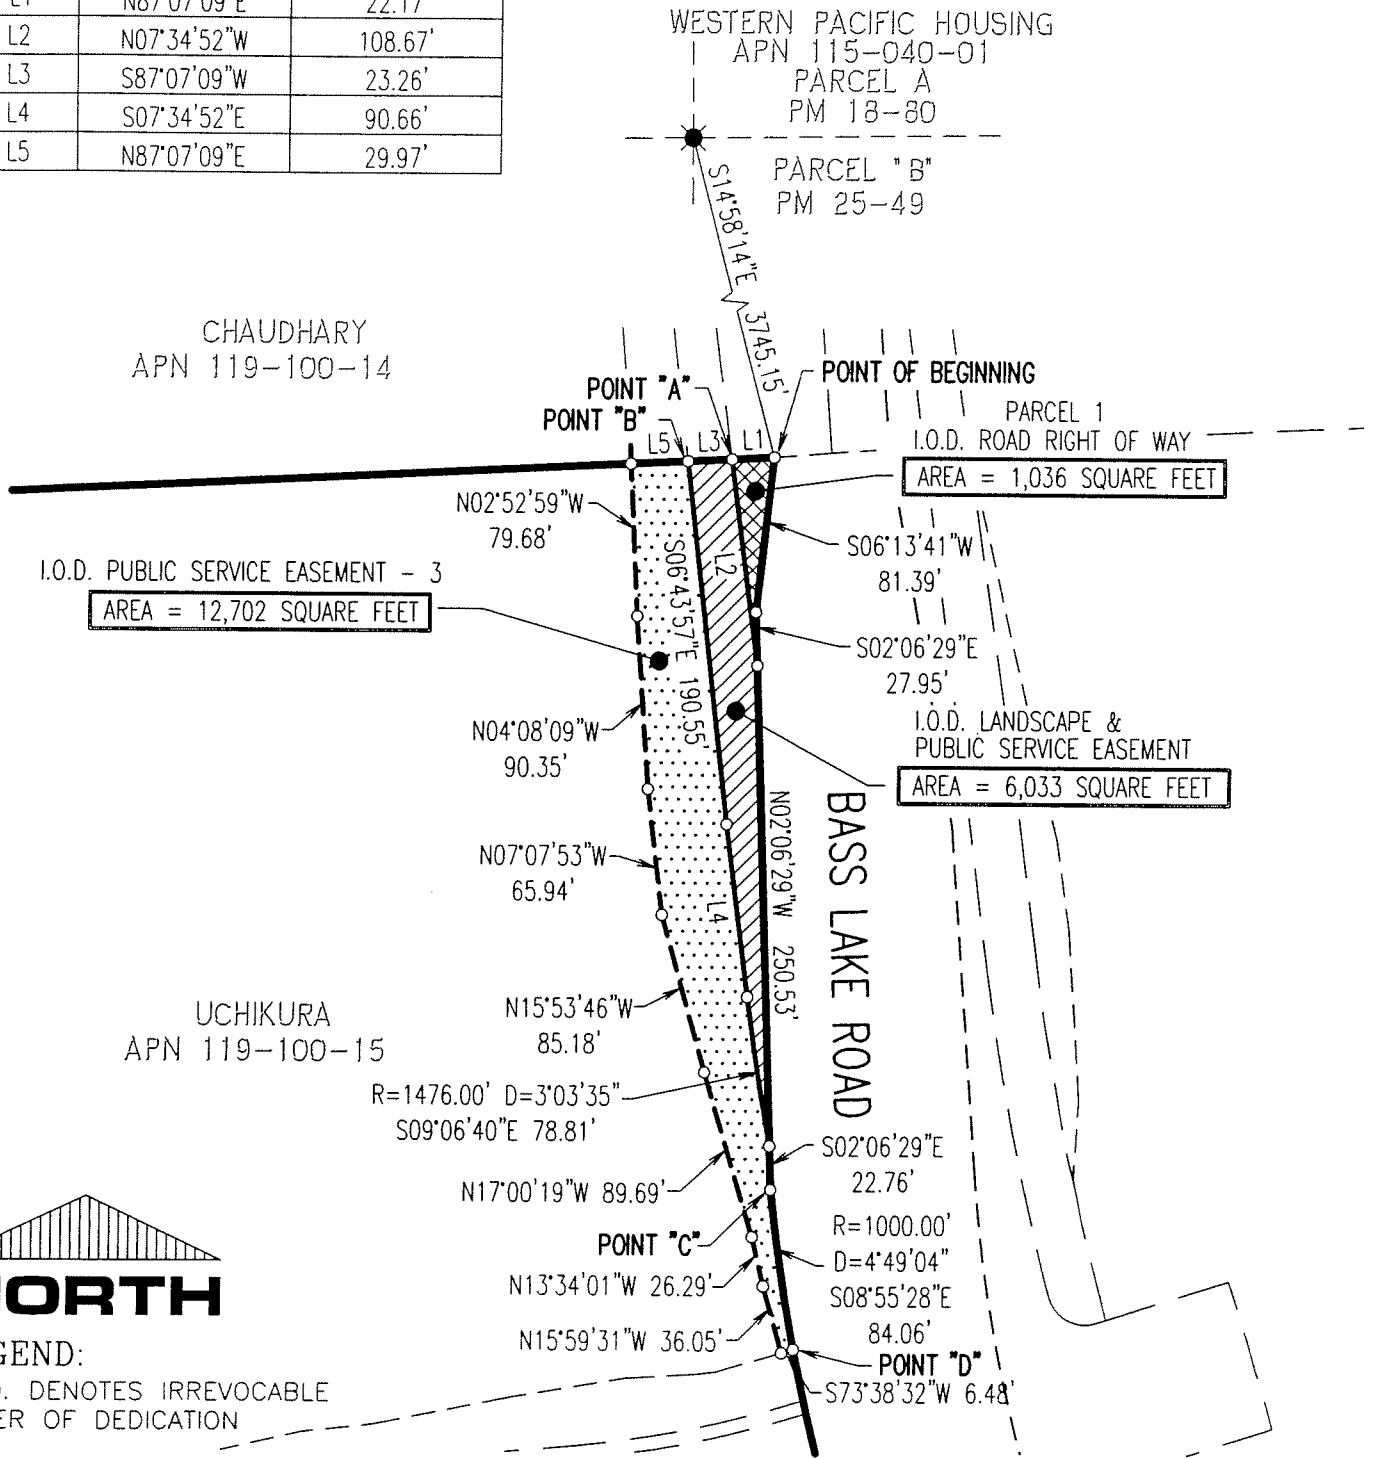 L1 N87°07'09"E 22.17'
L2 N07°34'52"W 108.67'
L3 S87°07'09"W 23.26'
L4 S07°34'52"E 90.66'
L5 N87°07'09"E 29.97'
WESTERN PACIFIC HOUSING
APN 115-040-01
PARCEL A
PM 18-80
PARCEL "B"
PM 25-49
S14°58'14"E 3745.15'
CHAUDHARY
APN 119-100-14
POINT "A"
POINT "B"
POINT OF BEGINNING
L5 L3 L1
PARCEL 1
I.O.D. ROAD RIGHT OF WAY
AREA = 1,036 SQUARE FEET
N02°52'59"W
79.68'
S06°13'41"W
81.39'
I.O.D. PUBLIC SERVICE EASEMENT - 3
AREA = 12,702 SQUARE FEET
S06°43'57"E 190.55'
L2
S02°06'29"E
27.95'
N04°08'09"W
90.35'
I.O.D. LANDSCAPE &
PUBLIC SERVICE EASEMENT
AREA = 6,033 SQUARE FEET
N07°07'53"W
65.94'
L4
N02°06'29"W 250.53'
BASS LAKE ROAD
UCHIKURA
APN 119-100-15
N15°53'46"W
85.18'
R=1476.00' D=3°03'35"
S09°06'40"E 78.81'
S02°06'29"E
22.76'
N17°00'19"W 89.69'
POINT "C"
R=1000.00'
D=4°49'04"
S08°55'28"E
84.06'
N13°34'01"W 26.29'
N15°59'31"W 36.05'
POINT "D"
S73°38'32"W 6.48'
NORTH
GEND:
. DENOTES IRREVOCABLE
ER OF DEDICATION